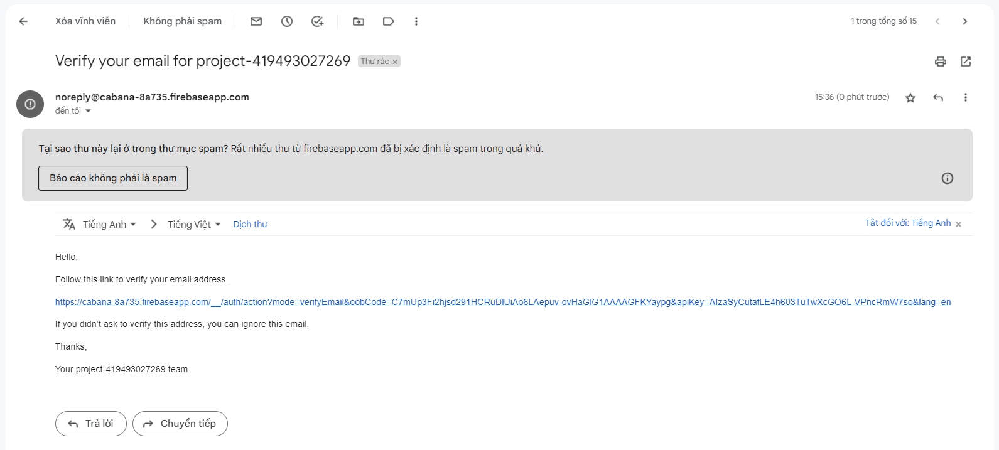 Xóa vĩnh viễn Không phải spam 1 trong tổng số 15
Verify your email for project-419493027269 Thư rác ×
noreply@cabana-8a735.firebaseapp.com 15:36 (0 phút trước)
đến tôi
Tại sao thư này lại ở trong thư mục spam? Rất nhiều thư từ firebaseapp.com đã bị xác định là spam trong quá khứ.
Báo cáo không phải là spam
Tiếng Anh Tiếng Việt Dịch thư Tắt đối với: Tiếng Anh ×
Hello,
Follow this link to verify your email address.
https://cabana-8a735.firebaseapp.com/__/auth/action?mode=verifyEmail&oobCode=C7mUp3Fi2hjsd291HCRuDIUiAo6LAepuv-ovHaGIG1AAAAGFKYaypg&apiKey=AIzaSyCutafLE4h603TuTwXcGO6L-VPncRmW7so&lang=en
If you didn’t ask to verify this address, you can ignore this email.
Thanks,
Your project-419493027269 team
Trả lời Chuyển tiếp